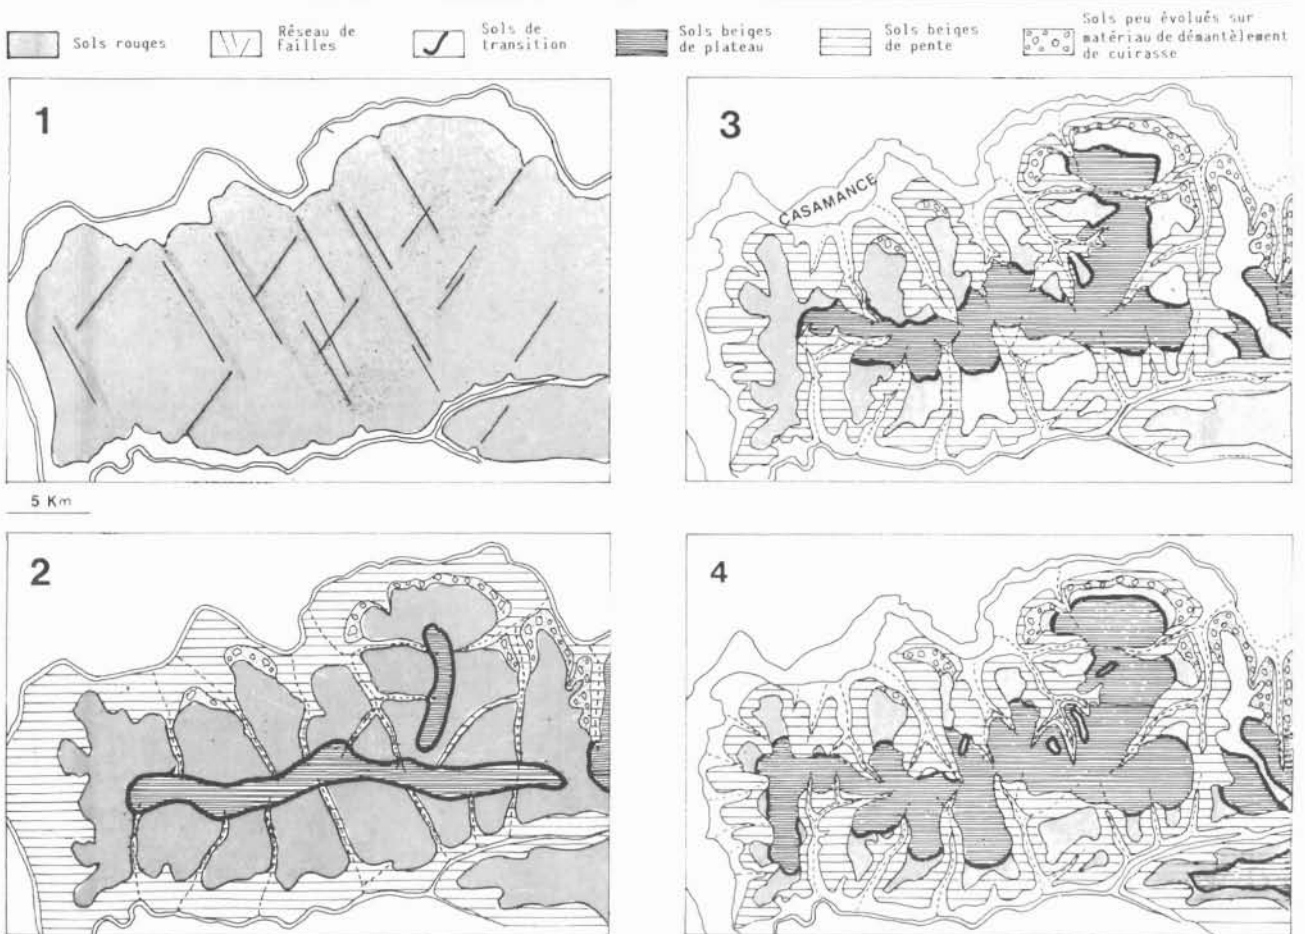 Sols rouges
Réseau de
failles
Sols de
transition
Sols beiges
de plateau
Sols beiges
de pente
Sols peu évolués sur
matériau de démantèlement
de cuirasse
1
3
CASAMANCE
5 Km
2
4